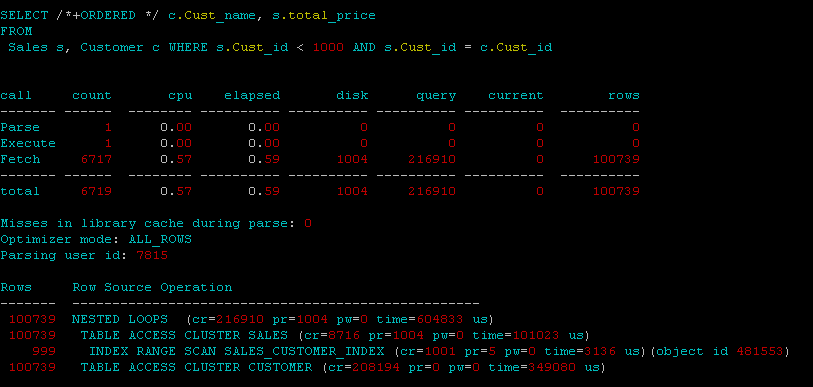 SELECT /*+ORDERED */ c.Cust_name, s.total_price
FROM
 Sales s, Customer c WHERE s.Cust_id < 1000 AND s.Cust_id = c.Cust_id
call     count       cpu    elapsed       disk      query    current        rows
------- ------  -------- ---------- ---------- ---------- ----------  ----------
Parse        1      0.00       0.00          0          0          0           0
Execute      1      0.00       0.00          0          0          0           0
Fetch     6717      0.57       0.59       1004     216910          0      100739
------- ------  -------- ---------- ---------- ---------- ----------  ----------
total     6719      0.57       0.59       1004     216910          0      100739
Misses in library cache during parse: 0
Optimizer mode: ALL_ROWS
Parsing user id: 7815
Rows     Row Source Operation
-------  ---------------------------------------------------
 100739  NESTED LOOPS  (cr=216910 pr=1004 pw=0 time=604833 us)
 100739   TABLE ACCESS CLUSTER SALES (cr=8716 pr=1004 pw=0 time=101023 us)
    999    INDEX RANGE SCAN SALES_CUSTOMER_INDEX (cr=1001 pr=5 pw=0 time=3136 us)(object id 481553)
 100739   TABLE ACCESS CLUSTER CUSTOMER (cr=208194 pr=0 pw=0 time=349080 us)